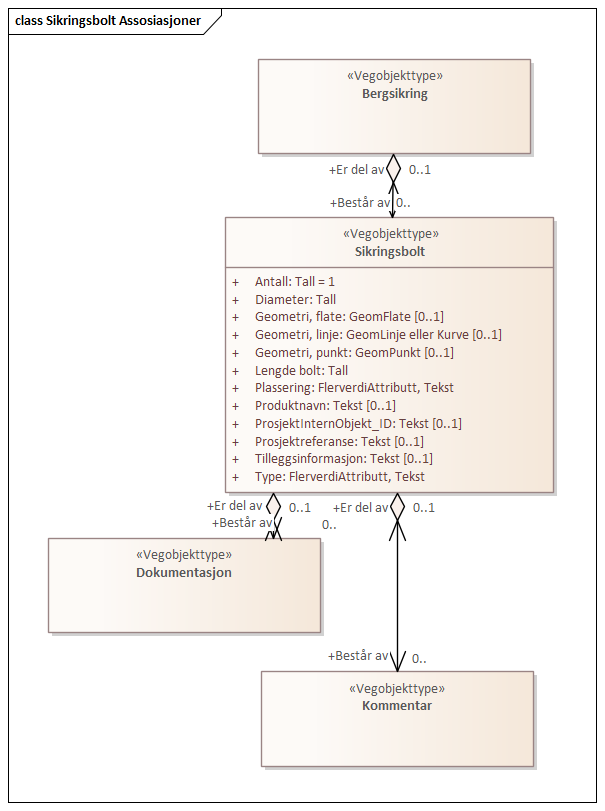 class Sikringsbolt Assosiasjoner
«Vegobjekttype»
Bergsikring
+Er del av 0..1
+Består av 0..
«Vegobjekttype»
Sikringsbolt
+ Antall: Tall = 1
+ Diameter: Tall
+ Geometri, flate: GeomFlate [0..1]
+ Geometri, linje: GeomLinje eller Kurve [0..1]
+ Geometri, punkt: GeomPunkt [0..1]
+ Lengde bolt: Tall
+ Plassering: FlerverdiAttributt, Tekst
+ Produktnavn: Tekst [0..1]
+ ProsjektInternObjekt_ID: Tekst [0..1]
+ Prosjektreferanse: Tekst [0..1]
+ Tilleggsinformasjon: Tekst [0..1]
+ Type: FlerverdiAttributt, Tekst
+Er del av 0..1 +Er del av 0..1
+Består av 0..
«Vegobjekttype»
Dokumentasjon
+Består av 0..
«Vegobjekttype»
Kommentar